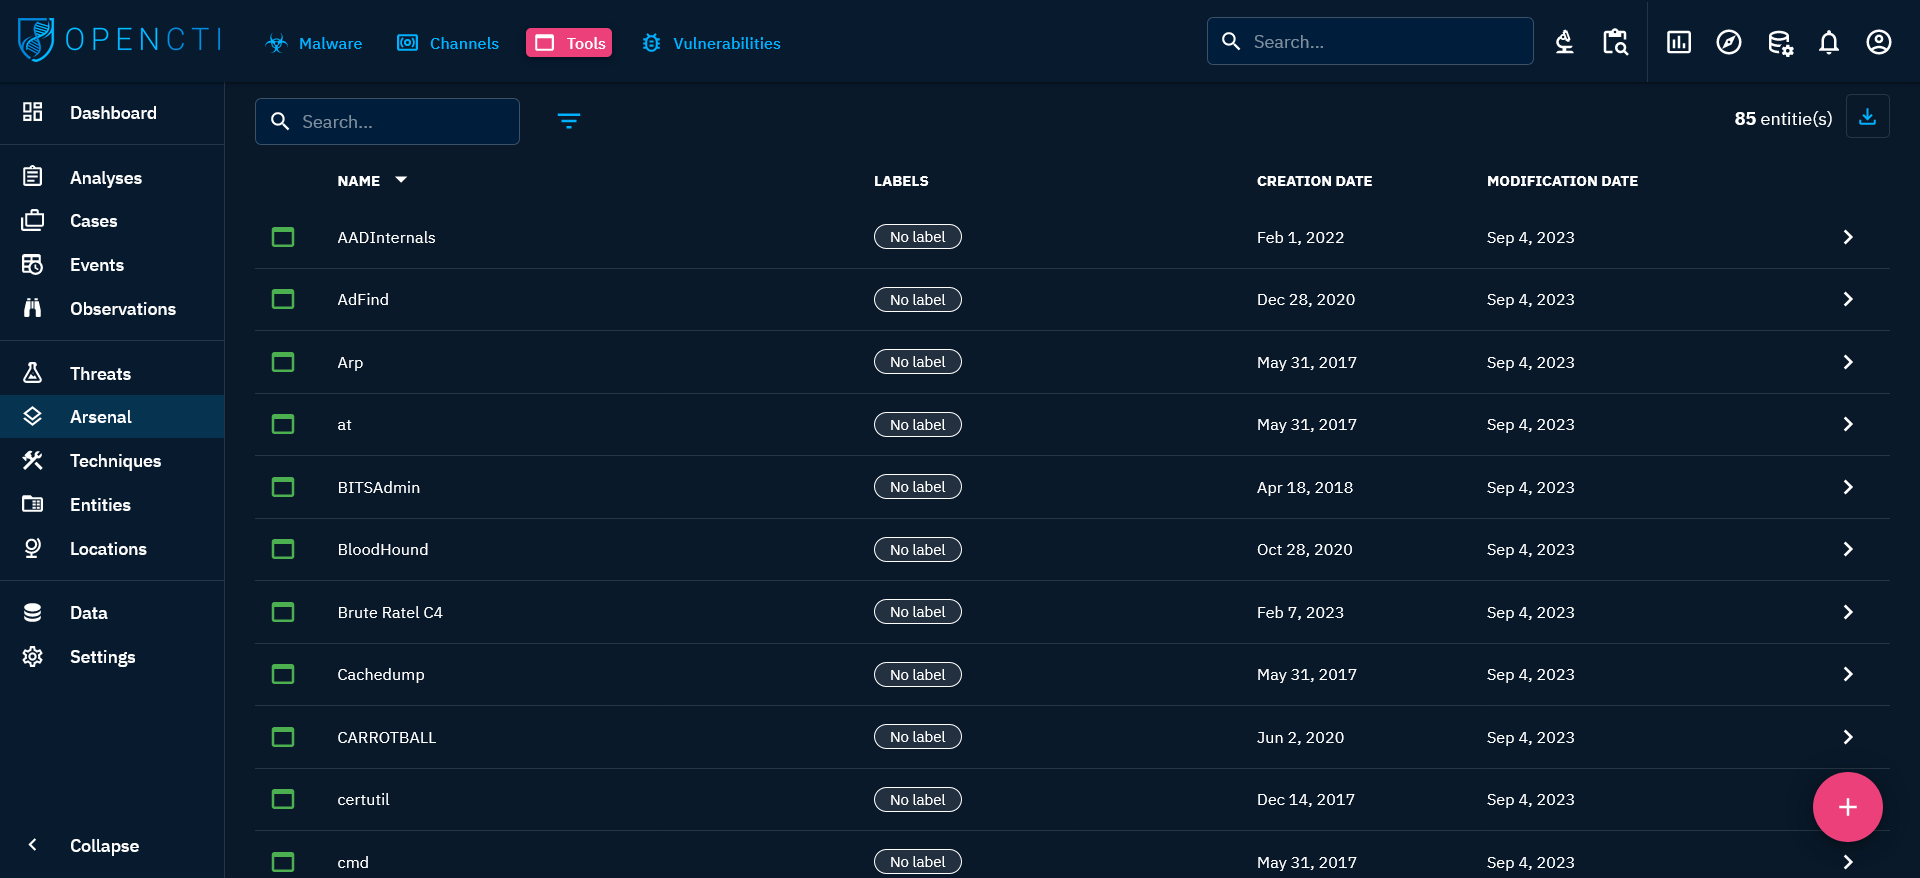 OPENCTI
Malware
Channels
Tools
Vulnerabilities
Search...
Dashboard
Analyses
Cases
Events
Observations
Threats
Arsenal
Techniques
Entities
Locations
Data
Settings
Collapse
Search...
85 entitie(s)
NAME LABELS CREATION DATE MODIFICATION DATE
AADInternals No label Feb 1, 2022 Sep 4, 2023
AdFind No label Dec 28, 2020 Sep 4, 2023
Arp No label May 31, 2017 Sep 4, 2023
at No label May 31, 2017 Sep 4, 2023
BITSAdmin No label Apr 18, 2018 Sep 4, 2023
BloodHound No label Oct 28, 2020 Sep 4, 2023
Brute Ratel C4 No label Feb 7, 2023 Sep 4, 2023
Cachedump No label May 31, 2017 Sep 4, 2023
CARROTBALL No label Jun 2, 2020 Sep 4, 2023
certutil No label Dec 14, 2017 Sep 4, 2023
cmd No label May 31, 2017 Sep 4, 2023